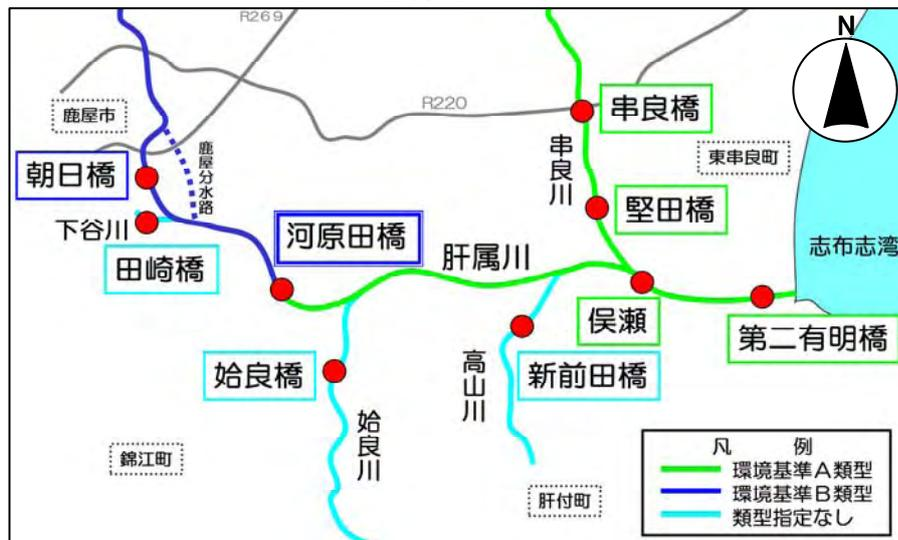 R269
N
R220
串良橋
鹿屋市
串良川
東串良町
鹿屋分水路
朝日橋
堅田橋
下谷川
河原田橋
肝属川
志布志湾
田崎橋
俣瀬
第二有明橋
姶良橋
高山川
新前田橋
姶良川
凡 例
環境基準A類型
環境基準B類型
類型指定なし
錦江町
肝付町